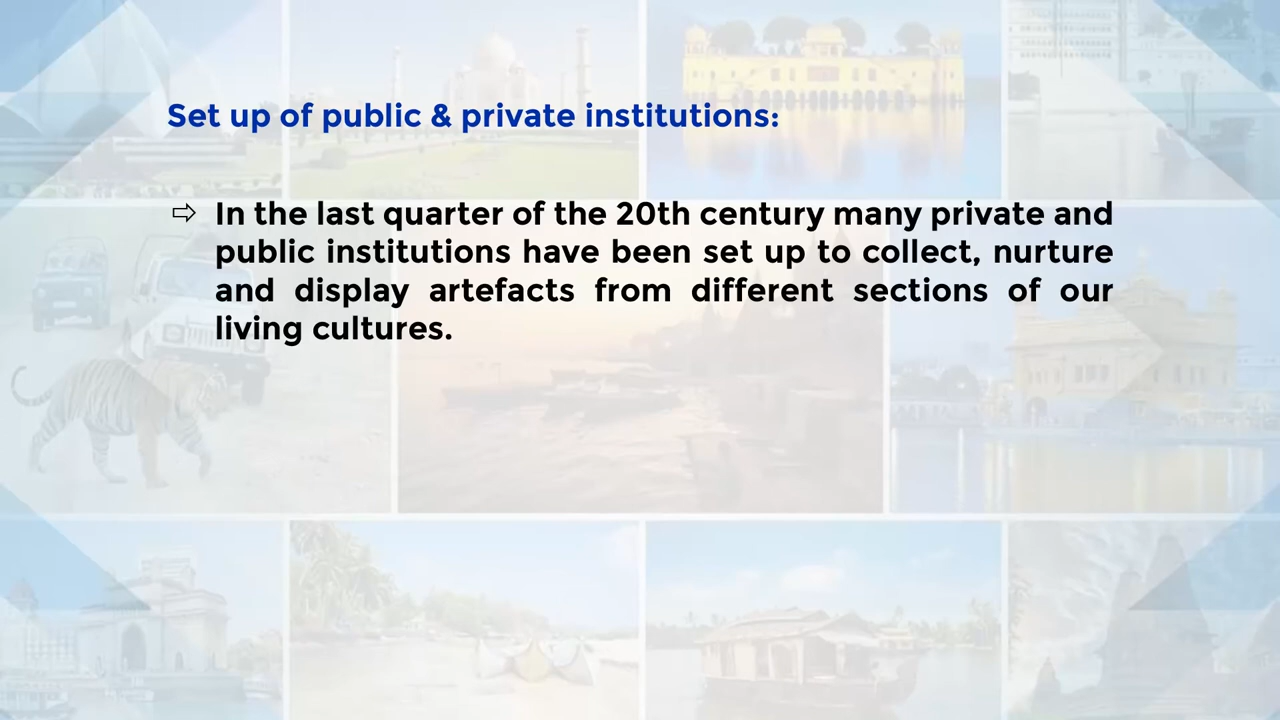 Set up of public & private institutions:
⇨ In the last quarter of the 20th century many private and
public institutions have been set up to collect, nurture
and display artefacts from different sections of our
living cultures.